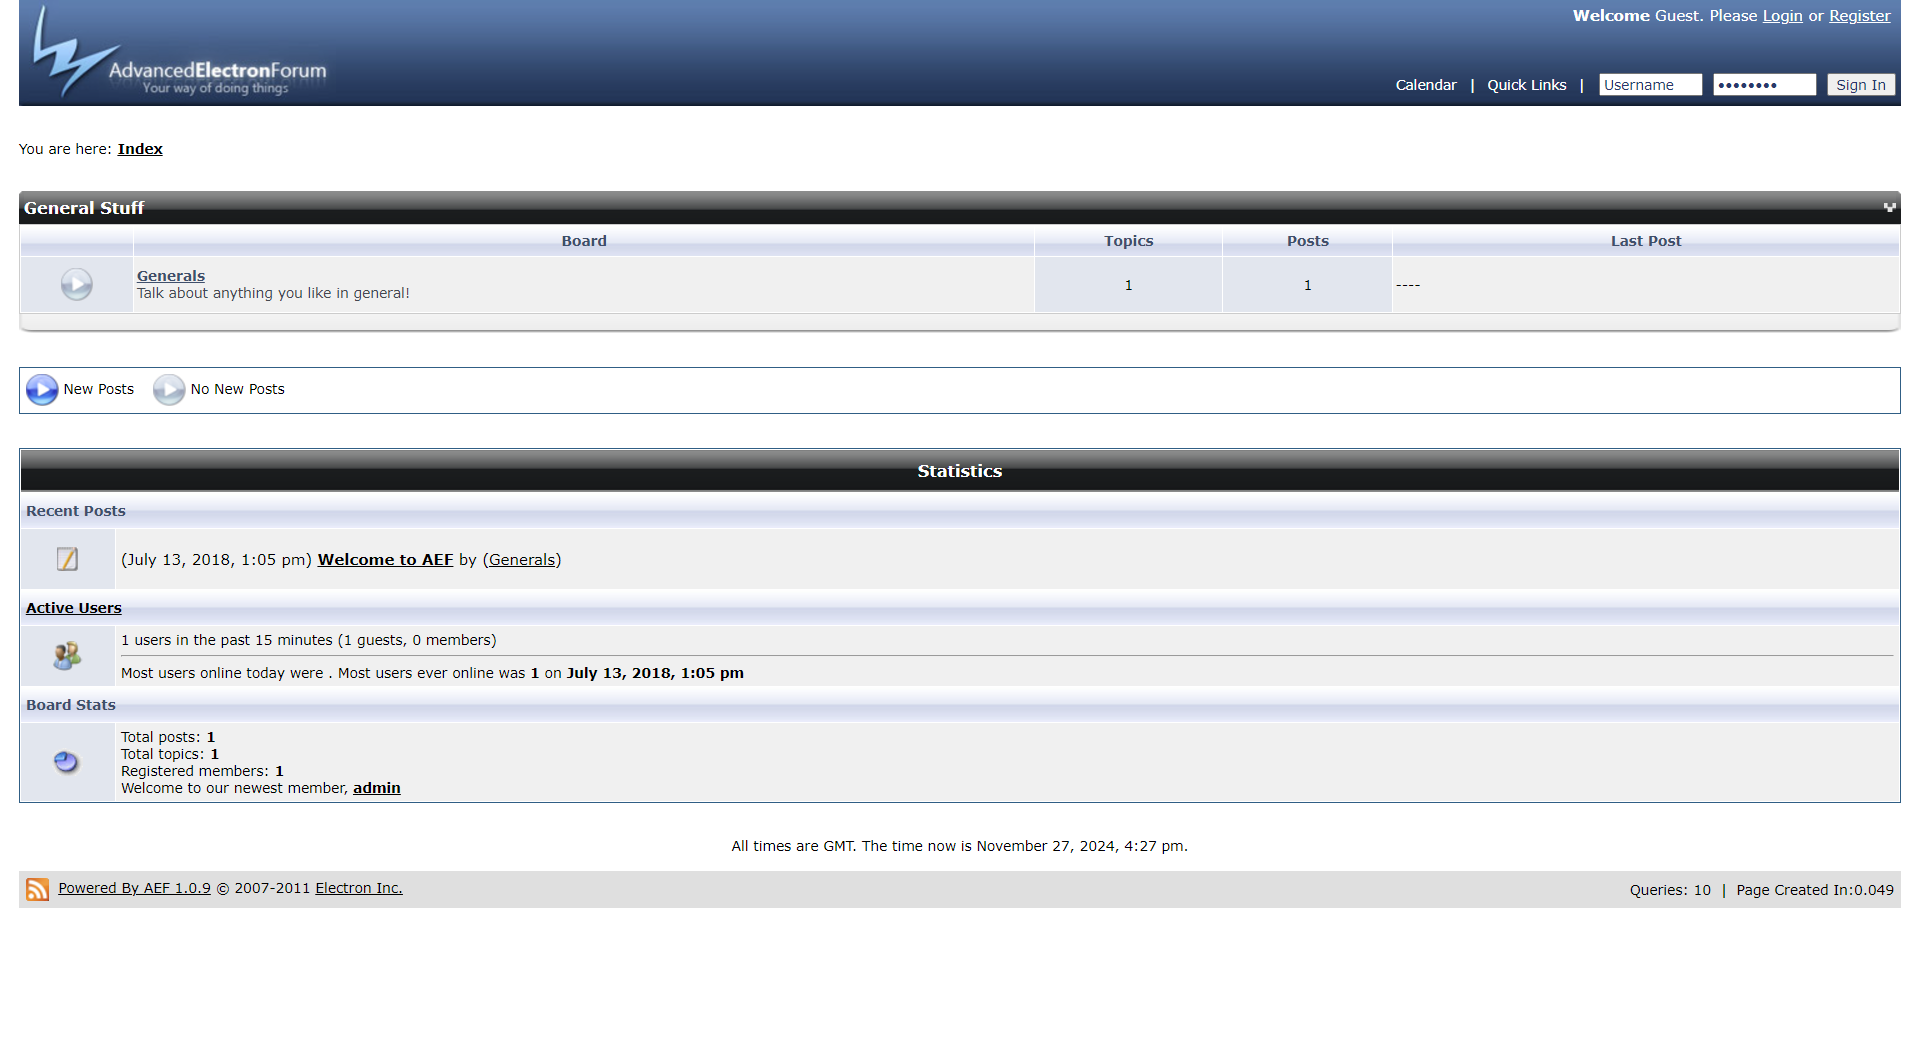 Welcome Guest. Please Login or Register
AdvancedElectronForum
Your way of doing things
Calendar | Quick Links | Username •••••••• Sign In
You are here: Index
General Stuff
Board Topics Posts Last Post
Generals
Talk about anything you like in general!
1 1 ----
New Posts No New Posts
Statistics
Recent Posts
(July 13, 2018, 1:05 pm) Welcome to AEF by (Generals)
Active Users
1 users in the past 15 minutes (1 guests, 0 members)
Most users online today were . Most users ever online was 1 on July 13, 2018, 1:05 pm
Board Stats
Total posts: 1
Total topics: 1
Registered members: 1
Welcome to our newest member, admin
All times are GMT. The time now is November 27, 2024, 4:27 pm.
Powered By AEF 1.0.9 © 2007-2011 Electron Inc.
Queries: 10 | Page Created In:0.049